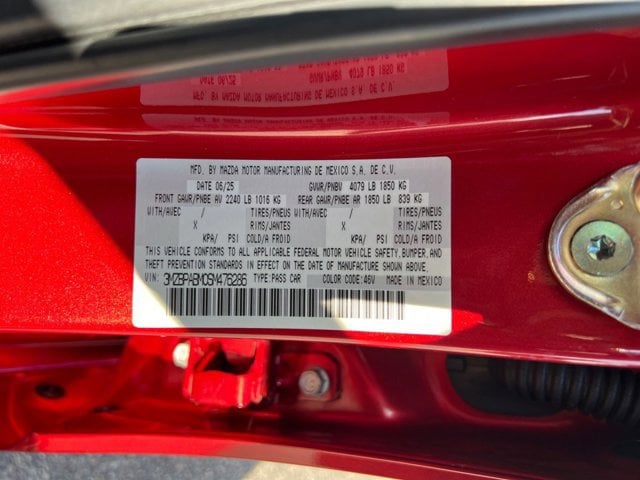 MFD. BY MAZDA MOTOR MANUFACTURING DE MEXICO S.A. DE C.V.
DATE 06/25 GVWR/PNBV 4079 LB 1850 KG
FRONT GAWR/PNBE AV 2240 LB 1016 KG REAR GAWR/PNBE AR 1850 LB 839 KG
WITH/AVEC / TIRES/PNEUS WITH/AVEC / TIRES/PNEUS
X RIMS/JANTES X RIMS/JANTES
KPA/ PSI COLD/A FROID KPA/ PSI COLD/A FROID
THIS VEHICLE CONFORMS TO ALL APPLICABLE FEDERAL MOTOR VEHICLE SAFETY, BUMPER, AND
THEFT PREVENTION STANDARDS IN EFFECT ON THE DATE OF MANUFACTURE SHOWN ABOVE.
VIN: 3MZBPABM0SM476286 TYPE PASS CAR COLOR CODE:46V MADE IN MEXICO